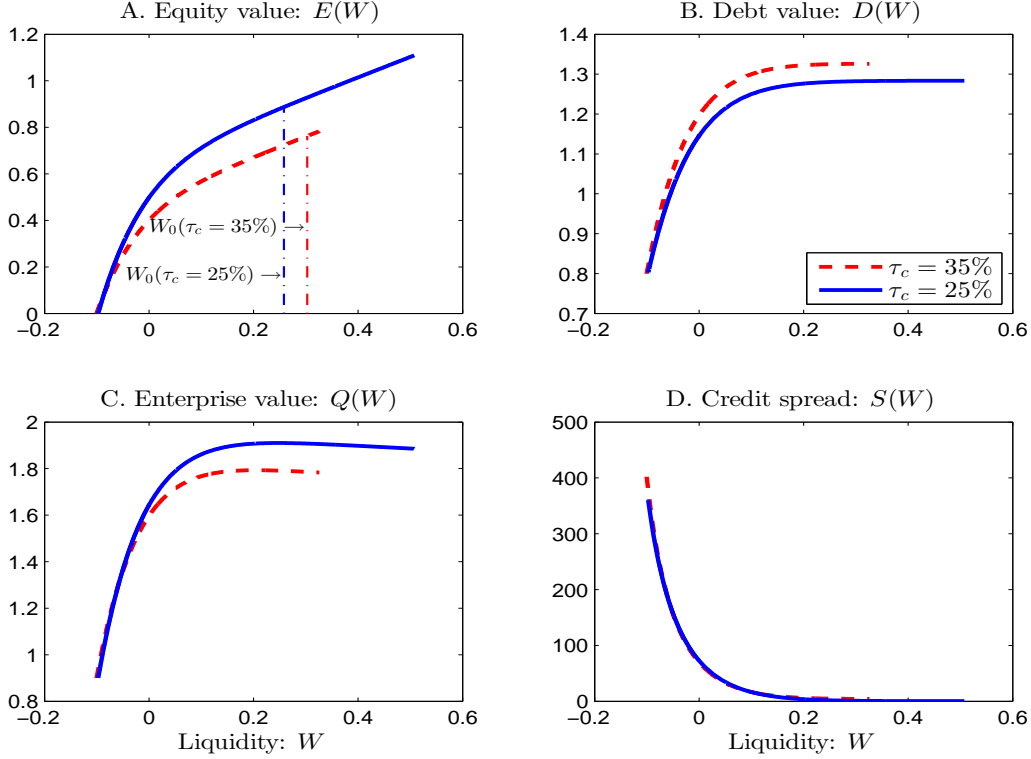 A. Equity value: E(W)
1.2
1
0.8
0.6
0.4
0.2
0
−0.2 0 0.2 0.4 0.6
W₀(τ_c = 35%) →
W₀(τ_c = 25%) →
B. Debt value: D(W)
1.4
1.3
1.2
1.1
1
0.9
0.8
0.7
−0.2 0 0.2 0.4 0.6
τ_c = 35%
τ_c = 25%
C. Enterprise value: Q(W)
2
1.8
1.6
1.4
1.2
1
0.8
−0.2 0 0.2 0.4 0.6
Liquidity: W
D. Credit spread: S(W)
500
400
300
200
100
0
−0.2 0 0.2 0.4 0.6
Liquidity: W